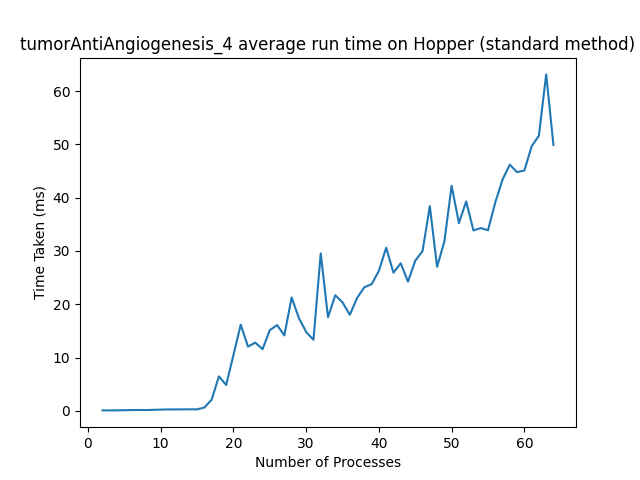 tumorAntiAngiogenesis_4 average run time on Hopper (standard method)
60
50
40
30
20
10
0
Time Taken (ms)
0 10 20 30 40 50 60
Number of Processes